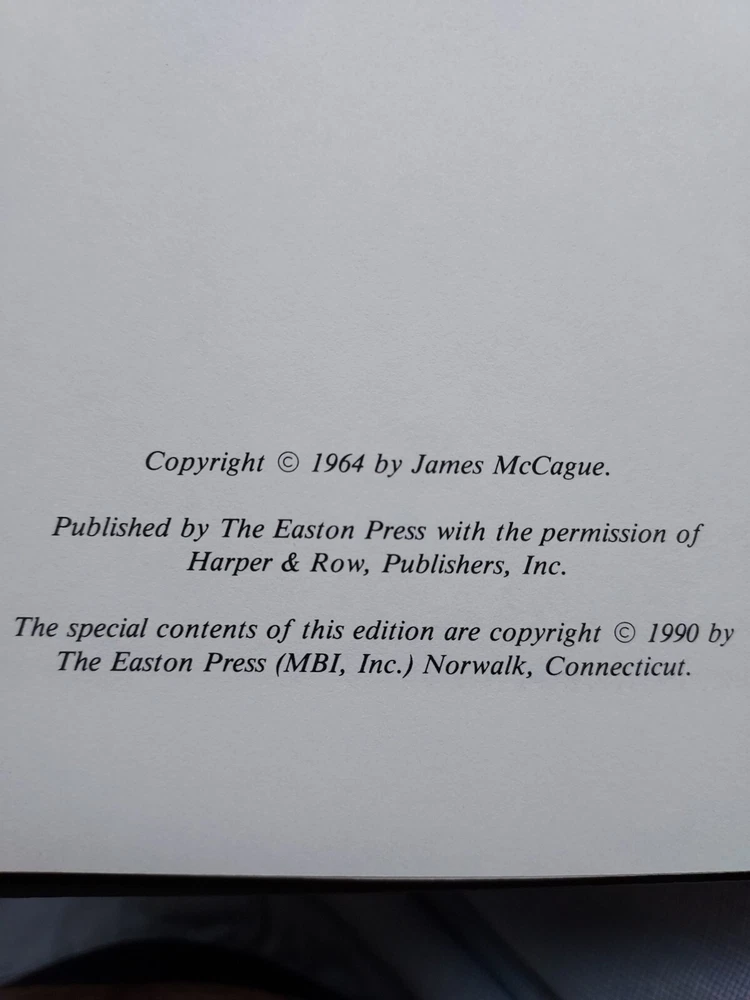 Copyright © 1964 by James McCague.
Published by The Easton Press with the permission of
Harper & Row, Publishers, Inc.
The special contents of this edition are copyright © 1990 by
The Easton Press (MBI, Inc.) Norwalk, Connecticut.